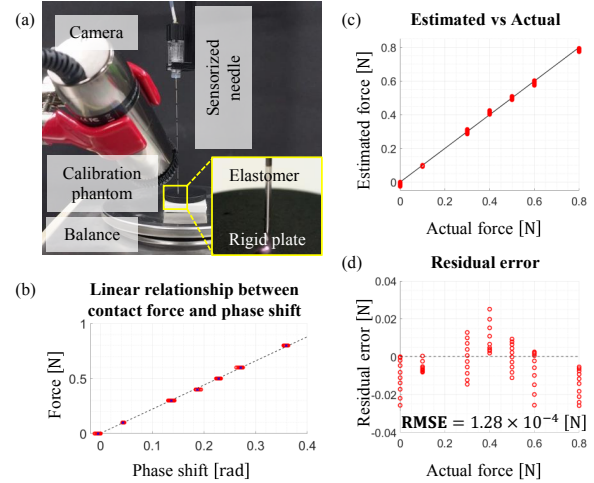 (a)
Camera
Sensorized
needle
Calibration
phantom
Balance
Elastomer
Rigid plate
(b)
Linear relationship between
contact force and phase shift
Force [N]
1
0.5
0
0 0.1 0.2 0.3 0.4
Phase shift [rad]
(c)
Estimated vs Actual
Estimated force [N]
0.8
0.6
0.4
0.2
0
0 0.2 0.4 0.6 0.8
Actual force [N]
(d)
Residual error
Residual error [N]
0.04
0.02
0
-0.02
-0.04
RMSE = 1.28 × 10⁻⁴ [N]
0 0.2 0.4 0.6 0.8
Actual force [N]